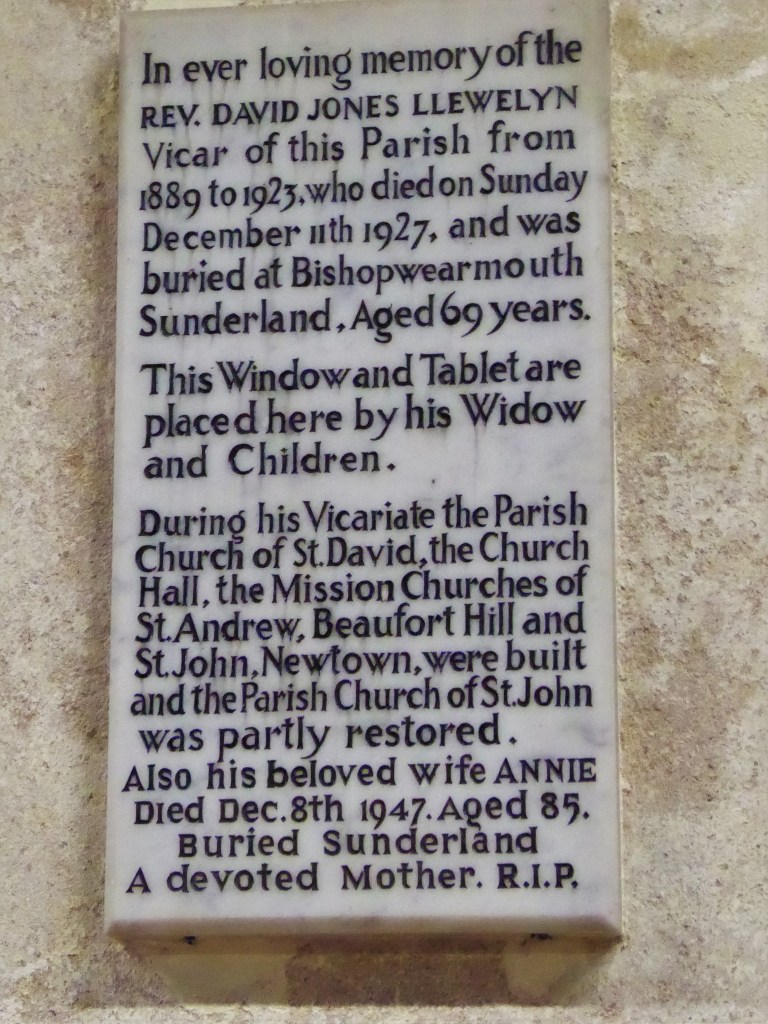 In ever loving memory of the
REV. DAVID JONES LLEWELYN
Vicar of this Parish from
1889 to 1923, who died on Sunday
December 11th 1927, and was
buried at Bishopwearmouth
Sunderland, Aged 69 years.
This Window and Tablet are
placed here by his Widow
and Children.
During his Vicariate the Parish
Church of St. David, the Church
Hall, the Mission Churches of
St. Andrew, Beaufort Hill and
St. John, Newtown, were built
and the Parish Church of St. John
was partly restored.
Also his beloved wife ANNIE
Died Dec. 8th 1947. Aged 85.
Buried Sunderland
A devoted Mother. R.I.P.